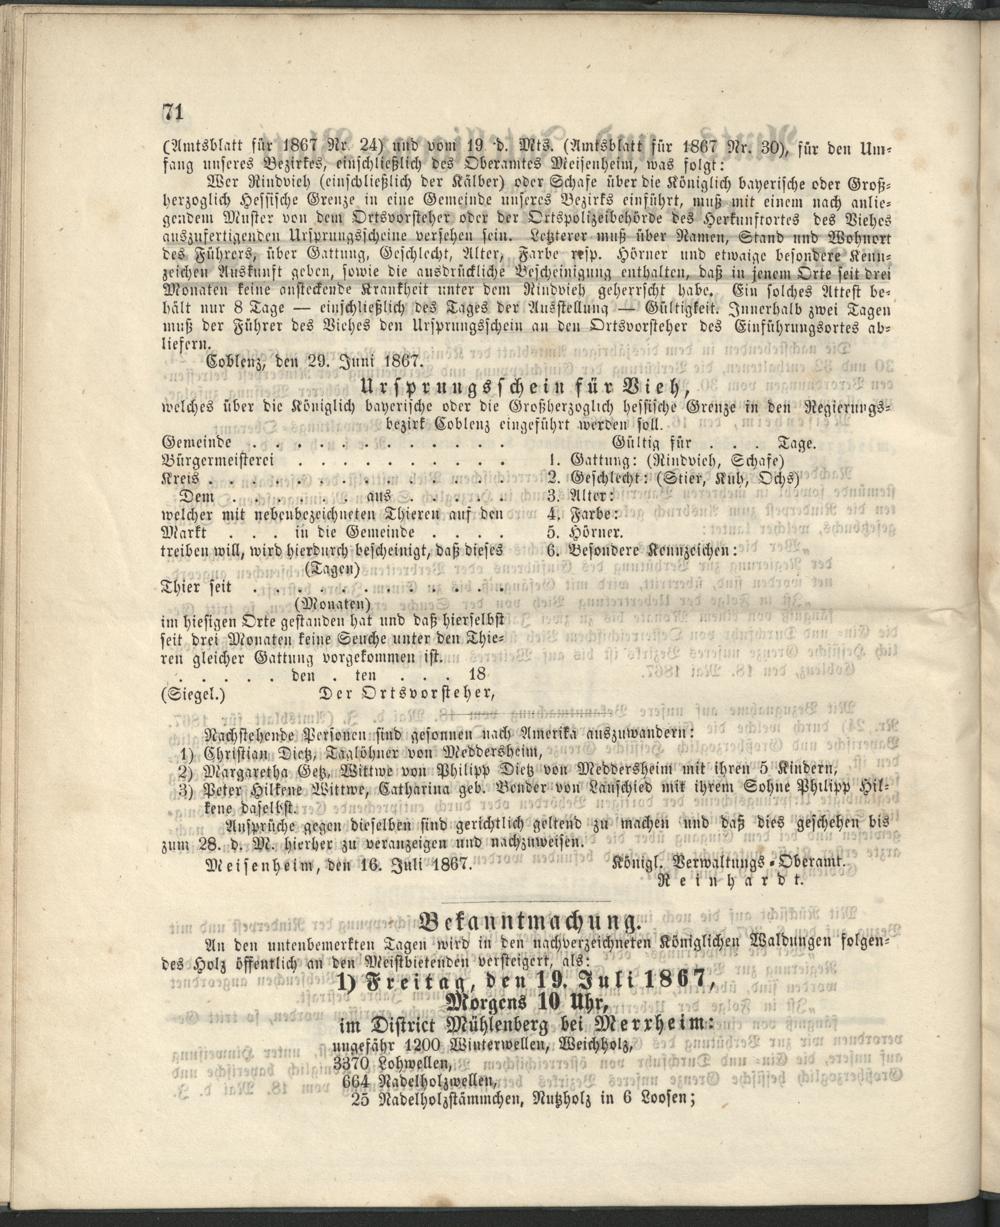 71
(Amtsblatt für 1867 Nr. 24) und vom 19 d. Mts. (Amtsblatt für 1867 Nr. 30), für den Um-
fang unseres Bezirkes, einschließlich des Oberamtes Meisenheim, was folgt:
Wer Rindvieh (einschließlich der Kälber) oder Schafe über die Königlich bayerische oder Groß-
herzoglich Hessische Grenze in eine Gemeinde unseres Bezirks einführt, muß mit einem nach anlie-
gendem Muster von dem Ortsvorsteher oder der Ortspolizeibehörde des Herkunftortes des Viehes
auszufertigenden Ursprungsscheine versehen sein. Letzterer muß über Namen, Stand und Wohnort
des Führers, über Gattung, Geschlecht, Alter, Farbe resp. Hörner und etwaige besondere Kenn-
zeichen Auskunft geben, sowie die ausdrückliche Bescheinigung enthalten, daß in jenem Orte seit drei
Monaten keine ansteckende Krankheit unter dem Rindvieh geherrscht habe. Ein solches Attest be-
hält nur 8 Tage — einschließlich des Tages der Ausstellung — Gültigkeit. Innerhalb zwei Tagen
muß der Führer des Viehes den Ursprungsschein an den Ortsvorsteher des Einführungsortes ab-
liefern.
Coblenz, den 29. Juni 1867.
Ursprungsschein für Vieh,
welches über die Königlich bayerische oder die Großherzoglich hessische Grenze in den Regierungs-
bezirk Coblenz eingeführt werden soll.
Gemeinde . . . . . . . . . . .
Bürgermeisterei . . . . . . . . .
Kreis . . . . . . . . . . . . .
Dem . . . . . . aus . . . . .
welcher mit nebenbezeichneten Thieren auf den
Markt . . . in die Gemeinde . . . .
treiben will, wird hierdurch bescheinigt, daß dieses
(Tagen)
Thier seit . . . . . . . . . . .
(Monaten)
im hiesigen Orte gestanden hat und daß hierselbst
seit drei Monaten keine Seuche unter den Thie-
ren gleicher Gattung vorgekommen ist.
. . . . . den . ten . . . 18
(Siegel.) Der Ortsvorsteher,
Gültig für . . . Tage.
1. Gattung: (Rindvieh, Schafe)
2. Geschlecht: (Stier, Kuh, Ochs)
3. Alter:
4. Farbe:
5. Hörner.
6. Besondere Kennzeichen:
Nachstehende Personen sind gesonnen nach Amerika auszuwandern:
1) Christian Dietz, Taglöhner von Meddersheim,
2) Margaretha Getz, Wittwe von Philipp Dietz von Meddersheim mit ihren 5 Kindern,
3) Peter Hilkene Wittwe, Catharina geb. Bender von Lauschied mit ihrem Sohne Philipp Hil-
kene daselbst.
Ansprüche gegen dieselben sind gerichtlich geltend zu machen und daß dies geschehen bis
zum 28. d. M. hierher zu veranzeigen und nachzuweisen.
Meisenheim, den 16. Juli 1867. Königl. Verwaltungs-Oberamt.
Reinhardt.
Bekanntmachung.
An den untenbemerkten Tagen wird in den nachverzeichneten Königlichen Waldungen folgen-
des Holz öffentlich an den Meistbietenden versteigert, als:
1) Freitag, den 19. Juli 1867,
Morgens 10 Uhr,
im District Mühlenberg bei Merxheim:
ungefähr 1200 Winterwellen, Weichholz,
3370 Lohwellen,
664 Nadelholzwellen,
25 Nadelholzstämmchen, Nutzholz in 6 Loosen;